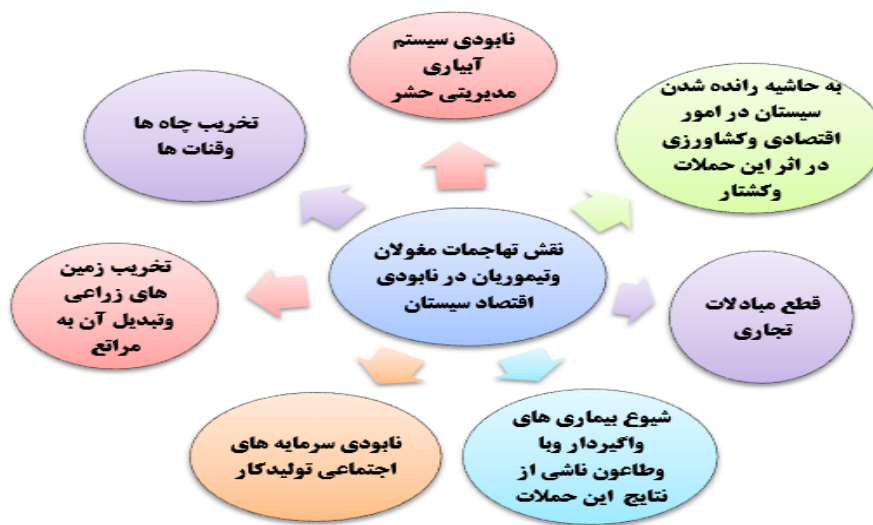 نابودی سیستم
آبیاری
مدیریتی حشر
به حاشیه رانده شدن
سیستان در امور
اقتصادی وکشاورزی
در اثر این حملات
وکشتار
قطع مبادلات
تجاری
شیوع بیماری های
واگیردار وبا
وطاعون ناشی از
نتایج این حملات
نابودی سرمایه های
اجتماعی تولیدکار
تخریب زمین
های زراعی
وتبدیل آن به
مراتع
تخریب چاه ها
وقنات ها
نقش تهاجمات مغولان
وتیموریان در نابودی
اقتصاد سیستان